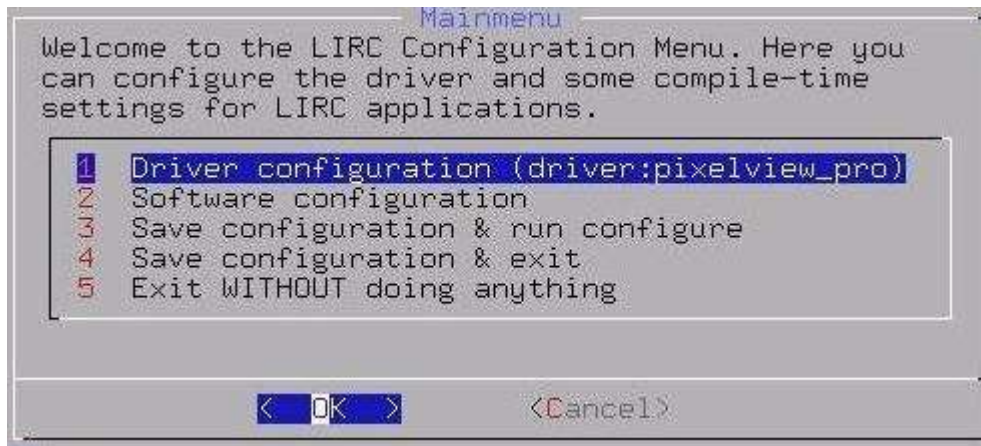 Mainmenu
Welcome to the LIRC Configuration Menu. Here you
can configure the driver and some compile-time
settings for LIRC applications.
1 Driver configuration (driver:pixelview_pro)
2 Software configuration
3 Save configuration & run configure
4 Save configuration & exit
5 Exit WITHOUT doing anything
< OK > <Cancel>